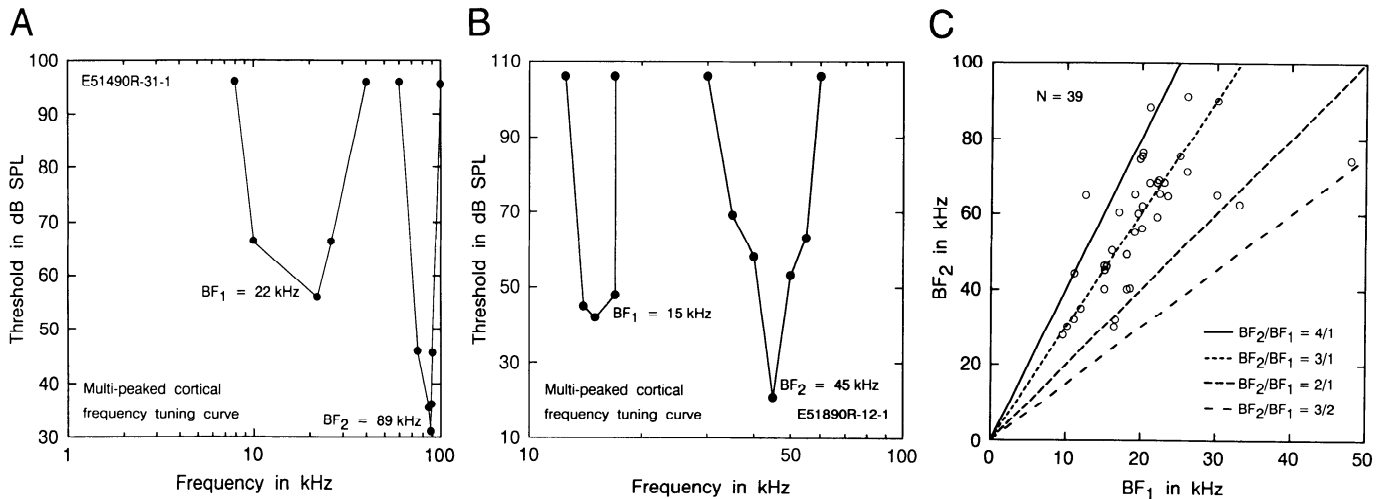 A
E51490R-31-1
Threshold in dB SPL
100
90
80
70
60
50
40
30
BF1 = 22 kHz
Multi-peaked cortical
frequency tuning curve
BF2 = 89 kHz
1
10
100
Frequency in kHz
B
Threshold in dB SPL
110
90
70
50
30
10
BF1 = 15 kHz
BF2 = 45 kHz
Multi-peaked cortical
frequency tuning curve
E51890R-12-1
10
50
100
Frequency in kHz
C
N = 39
BF2 in kHz
100
80
60
40
20
0
BF2/BF1 = 4/1
BF2/BF1 = 3/1
BF2/BF1 = 2/1
BF2/BF1 = 3/2
0
10
20
30
40
50
BF1 in kHz